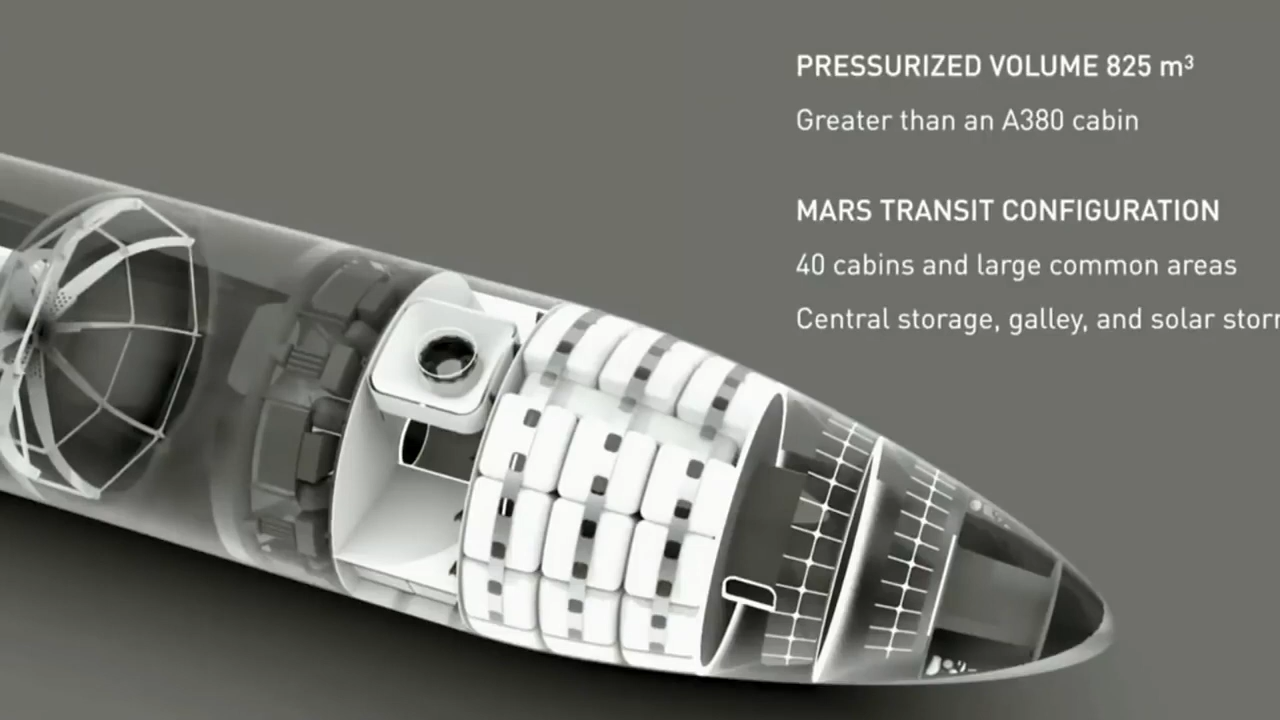 PRESSURIZED VOLUME 825 m³
Greater than an A380 cabin
MARS TRANSIT CONFIGURATION
40 cabins and large common areas
Central storage, galley, and solar